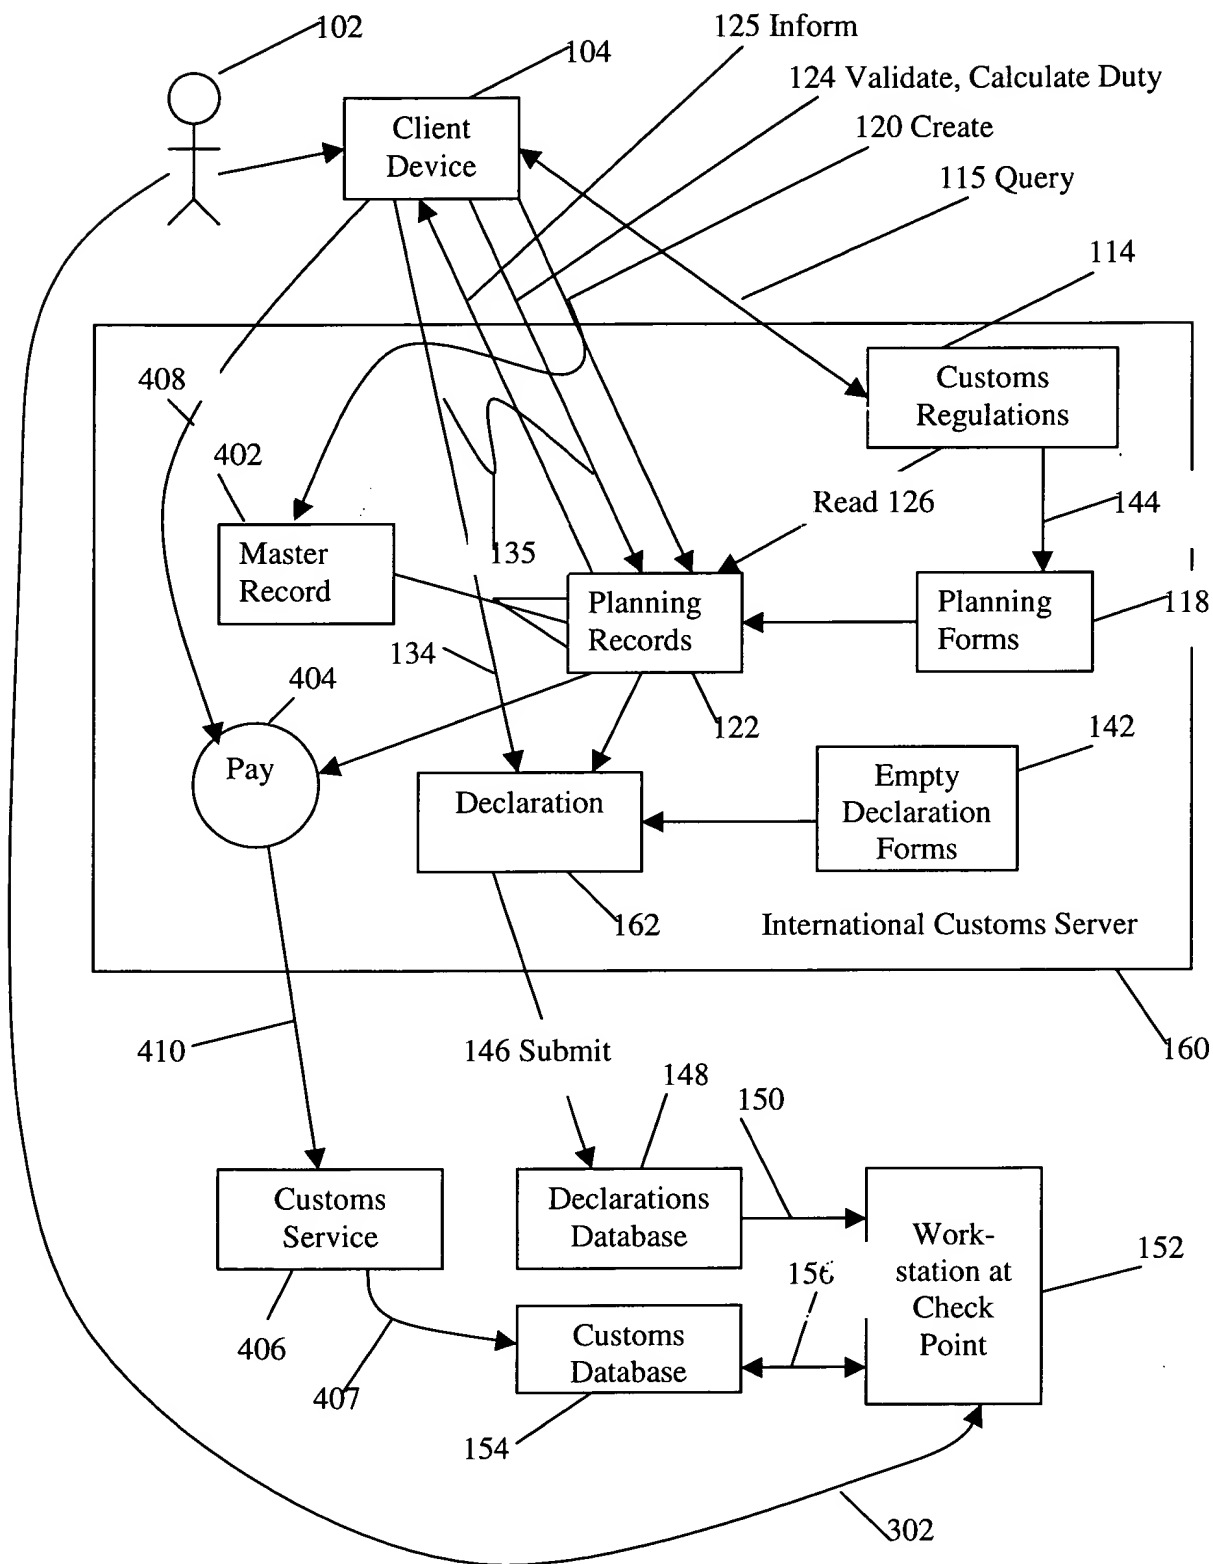 102
125 Inform
104
124 Validate, Calculate Duty
Client
Device
120 Create
115 Query
114
408
Customs
Regulations
402
Read 126
144
Master
Record
135
Planning
Records
Planning
Forms
118
134
404
122
142
Pay
Declaration
Empty
Declaration
Forms
162
International Customs Server
410
146 Submit
160
148
150
Customs
Service
Declarations
Database
Work-
station at
Check
Point
152
156
406
Customs
Database
407
154
302